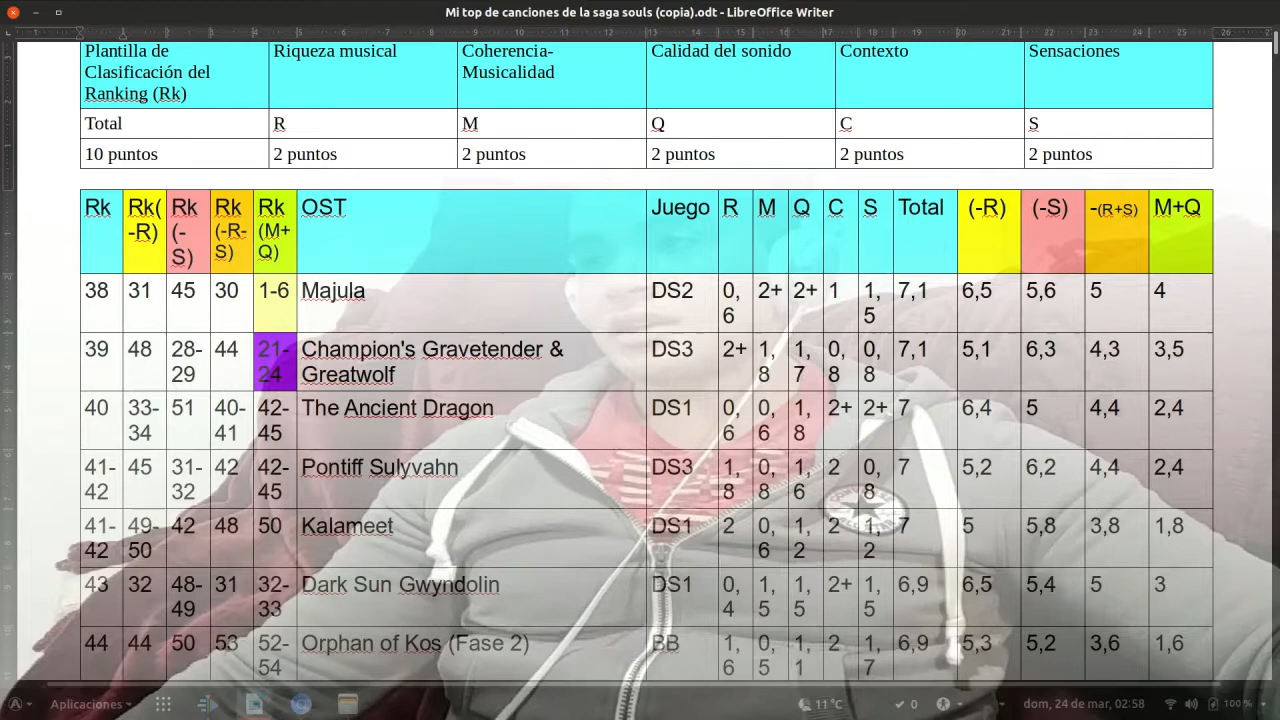 Mi top de canciones de la saga souls (copia).odt - LibreOffice Writer
Plantilla de Clasificación del Ranking (Rk) Riqueza musical Coherencia-Musicalidad Calidad del sonido Contexto Sensaciones
Total R M Q C S
10 puntos 2 puntos 2 puntos 2 puntos 2 puntos 2 puntos
Rk Rk(-R) Rk (-S) Rk (-R-S) Rk (M+Q) OST Juego R M Q C S Total (-R) (-S) -(R+S) M+Q
38 31 45 30 1-6 Majula DS2 0,6 2+ 2+ 1 1,5 7,1 6,5 5,6 5 4
39 48 28-29 44 21-24 Champion's Gravetender & Greatwolf DS3 2+ 1,8 1,7 0,8 0,8 7,1 5,1 6,3 4,3 3,5
40 33-34 51 40-41 42-45 The Ancient Dragon DS1 0,6 0,6 1,8 2+ 2+ 7 6,4 5 4,4 2,4
41-42 45 31-32 42 42-45 Pontiff Sulyvahn DS3 1,8 0,8 1,6 2 0,8 7 5,2 6,2 4,4 2,4
41-42 49-50 42 48 50 Kalameet DS1 2 0,6 1,2 2 1,2 7 5 5,8 3,8 1,8
43 32 48-49 31 32-33 Dark Sun Gwyndolin DS1 0,4 1,5 1,5 2+ 1,5 6,9 6,5 5,4 5 3
44 44 50 53 52-54 Orphan of Kos (Fase 2) BB 1,6 0,5 1,1 2 1,7 6,9 5,3 5,2 3,6 1,6
Aplicaciones 11 °C 0 dom, 24 de mar, 02:58 100 %